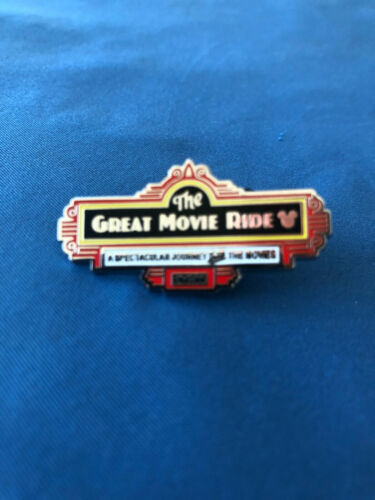 The
GREAT MOVIE RIDE
A SPECTACULAR JOURNEY THE MOVIES